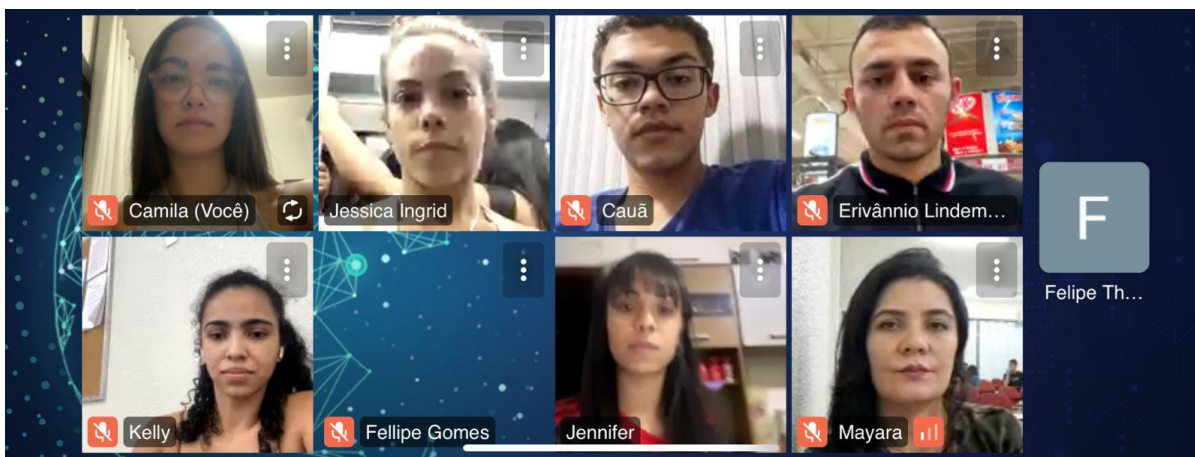 Camila (Você)
Jessica Ingrid
Cauã
Erivânnio Lindem...
F
Felipe Th...
Kelly
Fellipe Gomes
Jennifer
Mayara